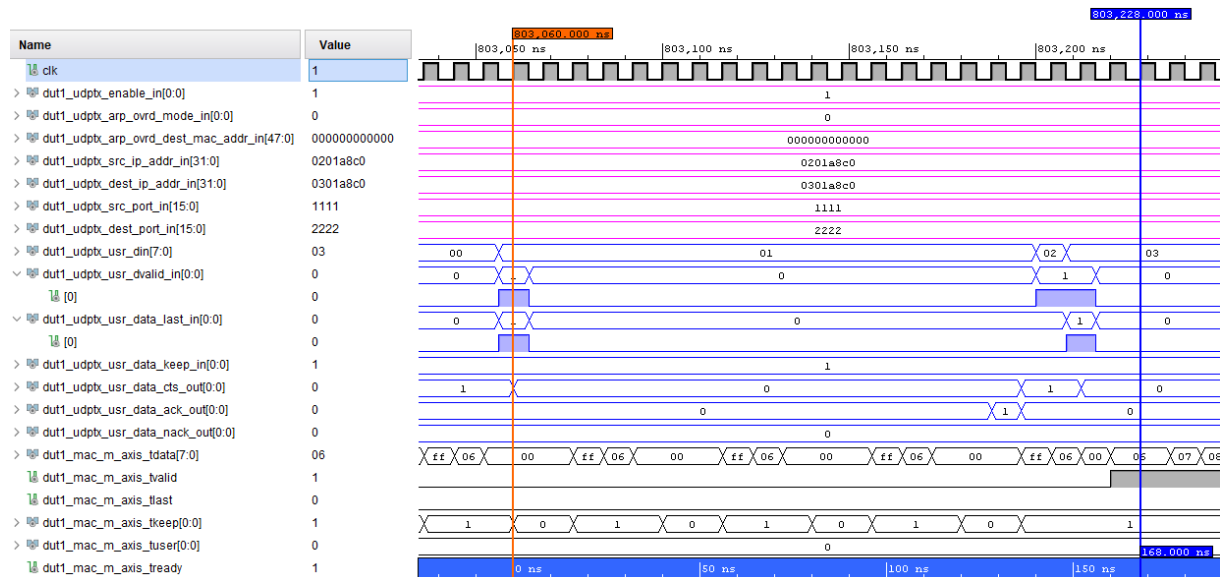 803,228.000 ns
803,060.000 ns
Name Value 803,050 ns 803,100 ns 803,150 ns 803,200 ns
clk 1
dut1_udptx_enable_in[0:0] 1 1
dut1_udptx_arp_ovrd_mode_in[0:0] 0 0
dut1_udptx_arp_ovrd_dest_mac_addr_in[47:0] 000000000000 000000000000
dut1_udptx_src_ip_addr_in[31:0] 0201a8c0 0201a8c0
dut1_udptx_dest_ip_addr_in[31:0] 0301a8c0 0301a8c0
dut1_udptx_src_port_in[15:0] 1111 1111
dut1_udptx_dest_port_in[15:0] 2222 2222
dut1_udptx_usr_din[7:0] 03 00 01 02 03
dut1_udptx_usr_dvalid_in[0:0] 0 0 1 0 1 0
[0] 0
dut1_udptx_usr_data_last_in[0:0] 0 0 1 0 1 0
[0] 0
dut1_udptx_usr_data_keep_in[0:0] 1 1
dut1_udptx_usr_data_cts_out[0:0] 0 1 0 1 0
dut1_udptx_usr_data_ack_out[0:0] 0 0 1 0
dut1_udptx_usr_data_nack_out[0:0] 0 0
dut1_mac_m_axis_tdata[7:0] 06 ff 06 00 ff 06 00 ff 06 00 ff 06 00 ff 06 00 07 08
dut1_mac_m_axis_tvalid 1
dut1_mac_m_axis_tlast 0
dut1_mac_m_axis_tkeep[0:0] 1 1 0 1 0 1 0 1 0 1
dut1_mac_m_axis_tuser[0:0] 0 0
168.000 ns
dut1_mac_m_axis_tready 1 0 ns 50 ns 100 ns 150 ns